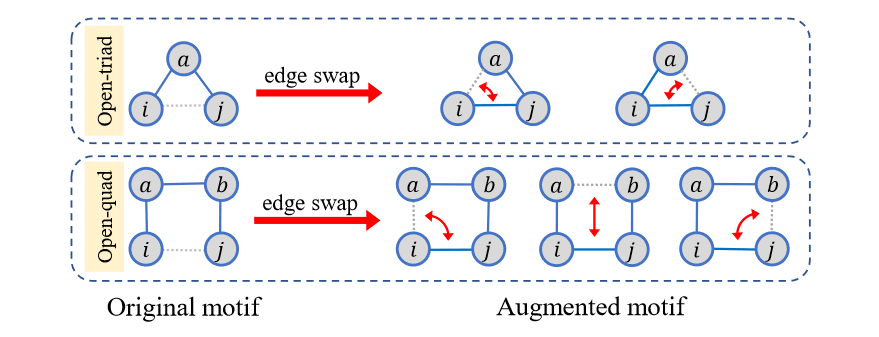 Open-triad
a
i
j
edge swap
a
i
j
a
i
j
Open-quad
a
b
i
j
edge swap
a
b
i
j
a
b
i
j
a
b
i
j
Original motif
Augmented motif